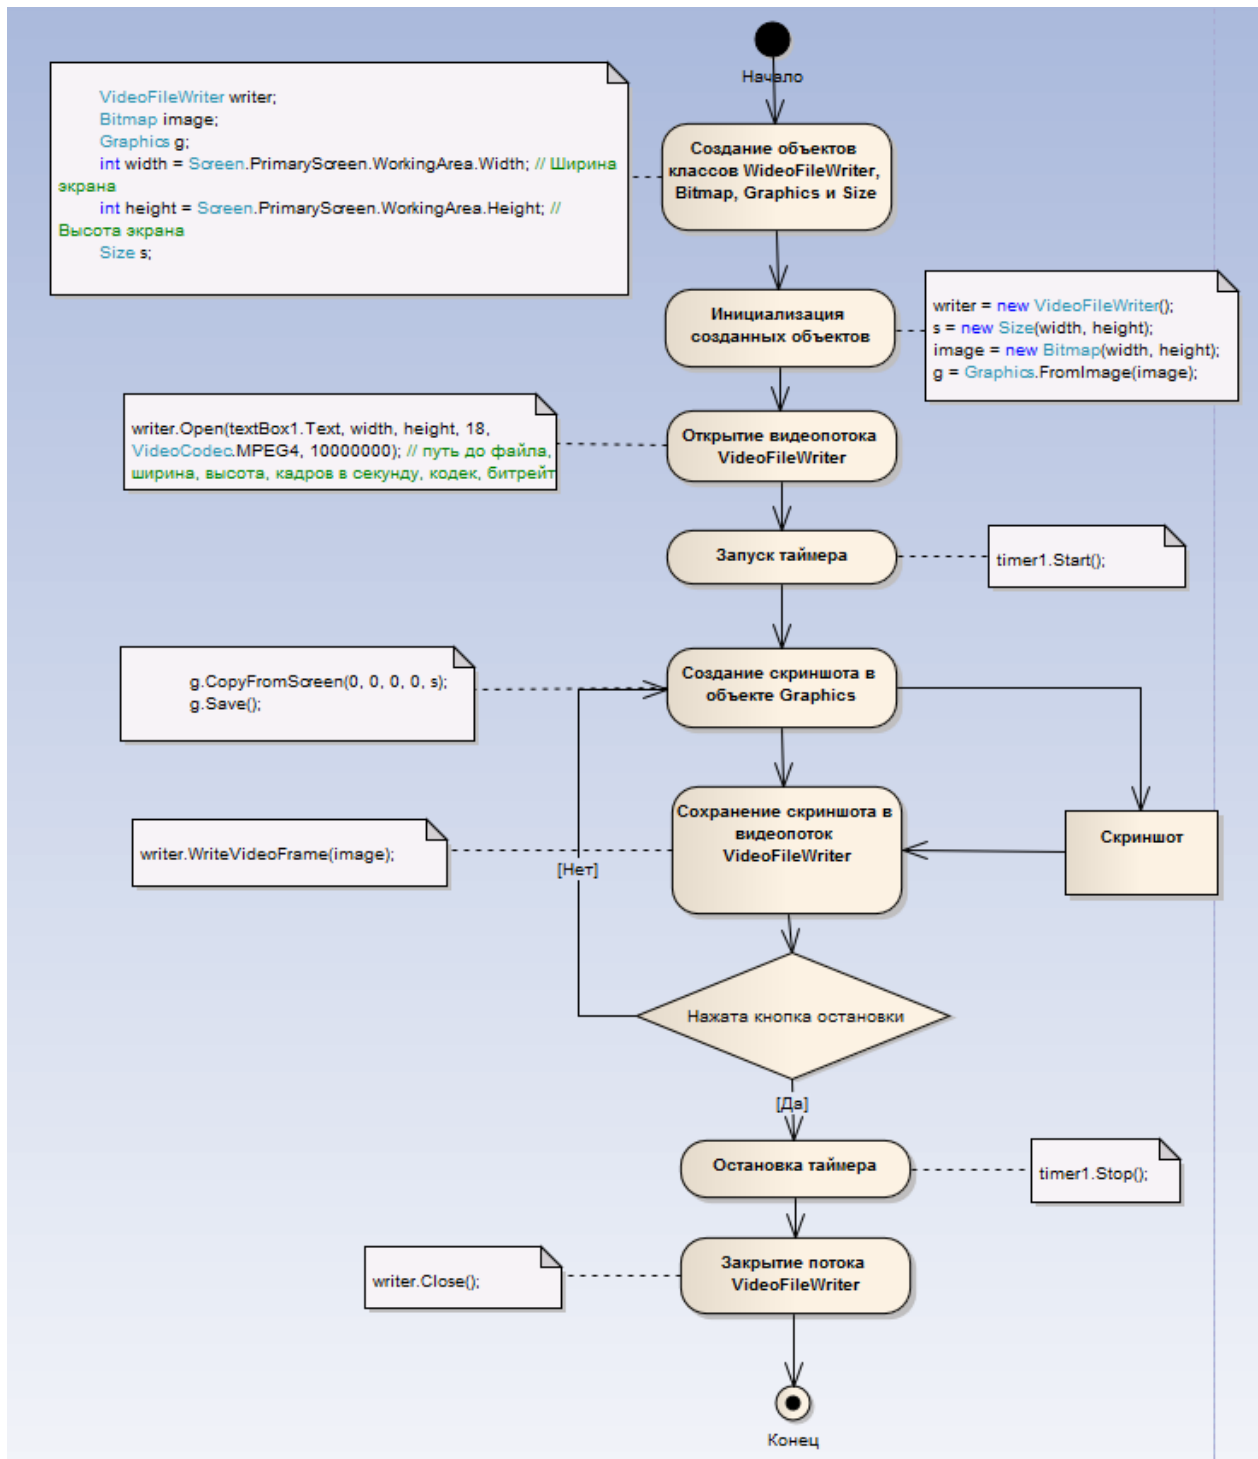 Начало
VideoFileWriter writer;
Bitmap image;
Graphics g;
int width = Screen.PrimaryScreen.WorkingArea.Width; // Ширина
экрана
int height = Screen.PrimaryScreen.WorkingArea.Height; //
Высота экрана
Size s;
Создание объектов
классов WideoFileWriter,
Bitmap, Graphics и Size
Инициализация
созданных объектов
writer = new VideoFileWriter();
s = new Size(width, height);
image = new Bitmap(width, height);
g = Graphics.FromImage(image);
writer.Open(textBox1.Text, width, height, 18,
VideoCodec.MPEG4, 10000000); // путь до файла,
ширина, высота, кадров в секунду, кодек, битрейт
Открытие видеопотока
VideoFileWriter
Запуск таймера
timer1.Start();
g.CopyFromScreen(0, 0, 0, 0, s);
g.Save();
Создание скриншота в
объекте Graphics
writer.WriteVideoFrame(image);
Сохранение скриншота в
видеопоток
VideoFileWriter
Скриншот
[Нет]
Нажата кнопка остановки
[Да]
Остановка таймера
timer1.Stop();
writer.Close();
Закрытие потока
VideoFileWriter
Конец